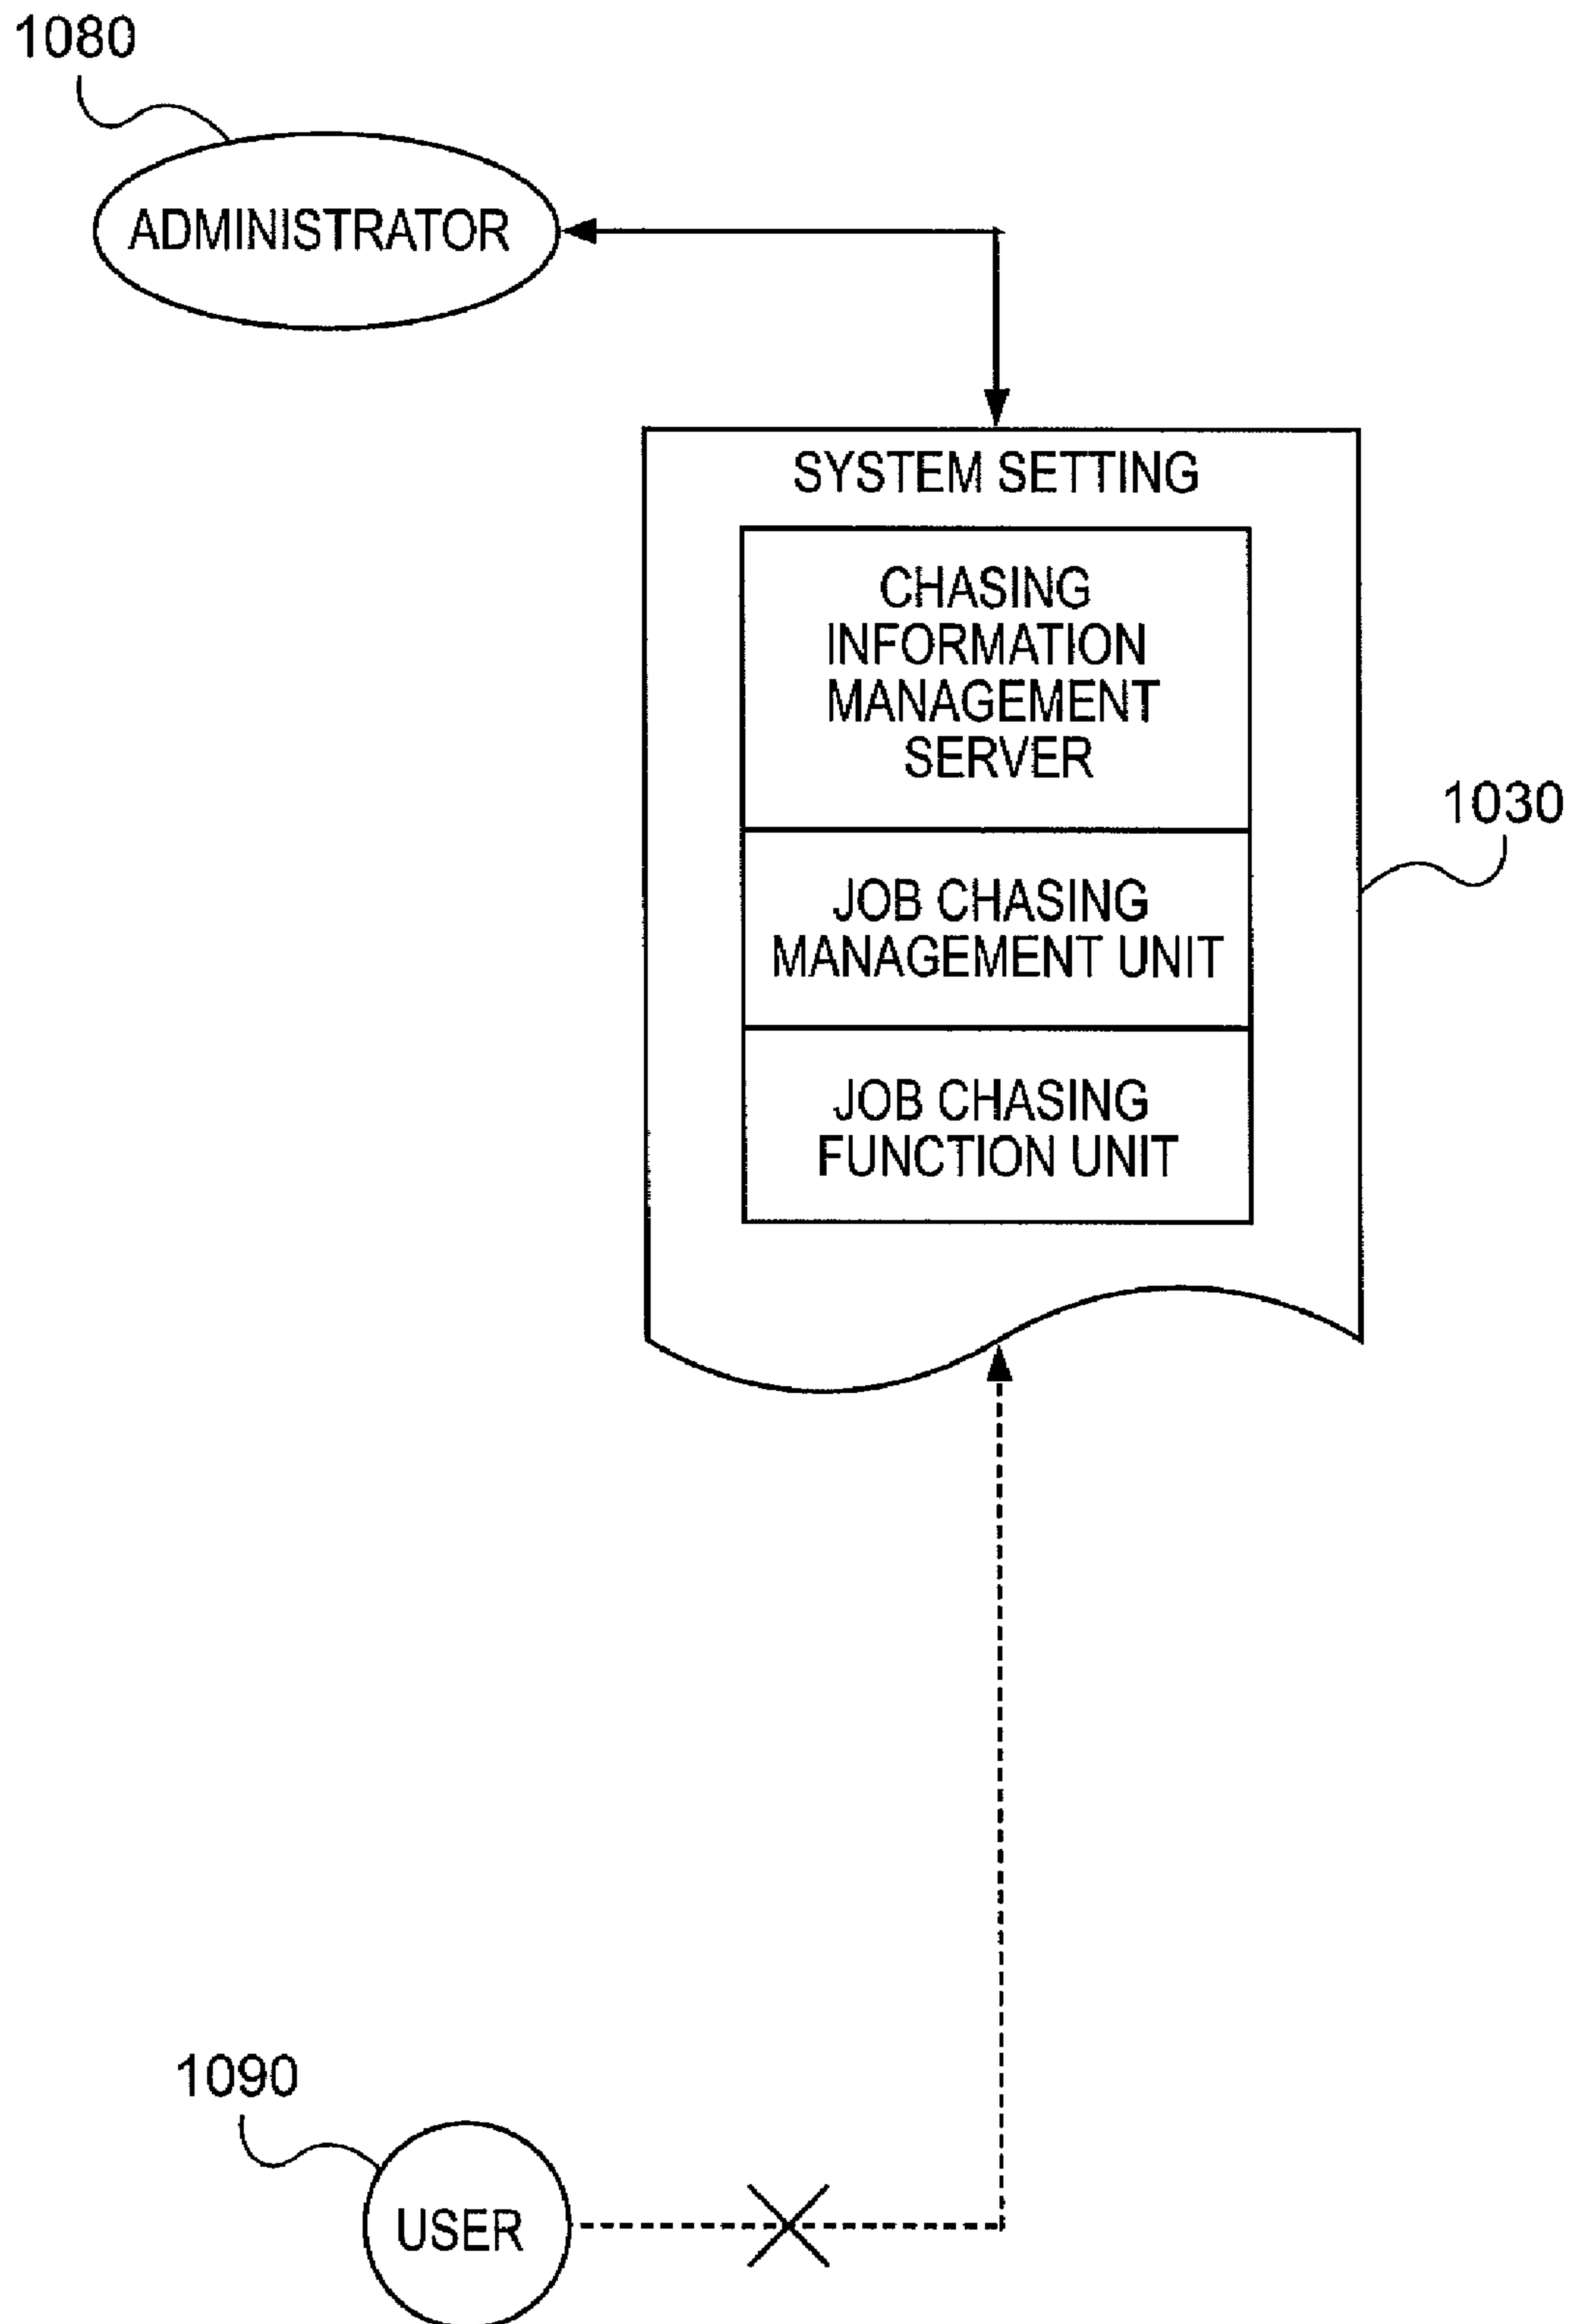 1080
ADMINISTRATOR
SYSTEM SETTING
CHASING
INFORMATION
MANAGEMENT
SERVER
1030
JOB CHASING
MANAGEMENT UNIT
JOB CHASING
FUNCTION UNIT
1090
USER